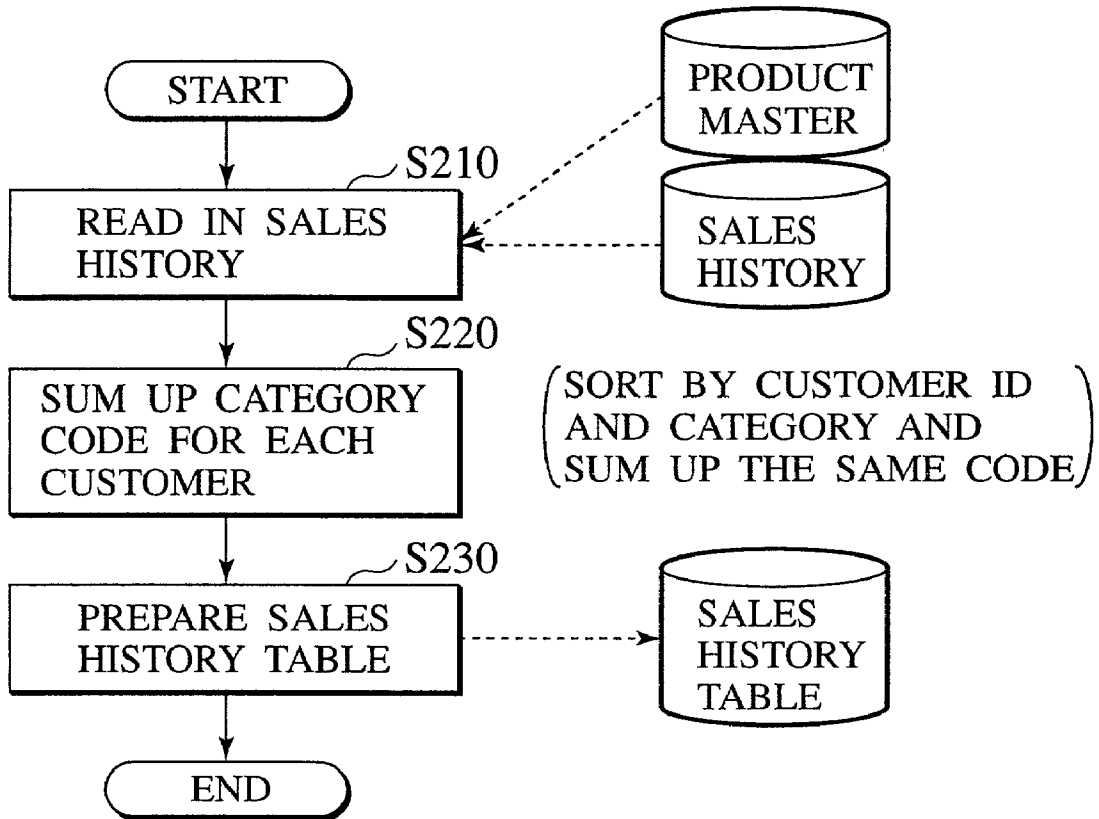 START
PRODUCT
MASTER
S210
READ IN SALES
HISTORY
SALES
HISTORY
S220
SUM UP CATEGORY
CODE FOR EACH
CUSTOMER
(SORT BY CUSTOMER ID
AND CATEGORY AND
SUM UP THE SAME CODE)
S230
PREPARE SALES
HISTORY TABLE
SALES
HISTORY
TABLE
END